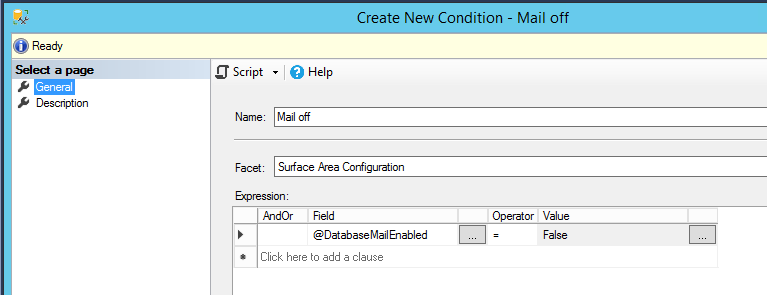 Create New Condition - Mail off
Ready
Select a page
General
Description
Script
Help
Name: Mail off
Facet: Surface Area Configuration
Expression:
AndOr Field Operator Value
@DatabaseMailEnabled ... = False ...
Click here to add a clause